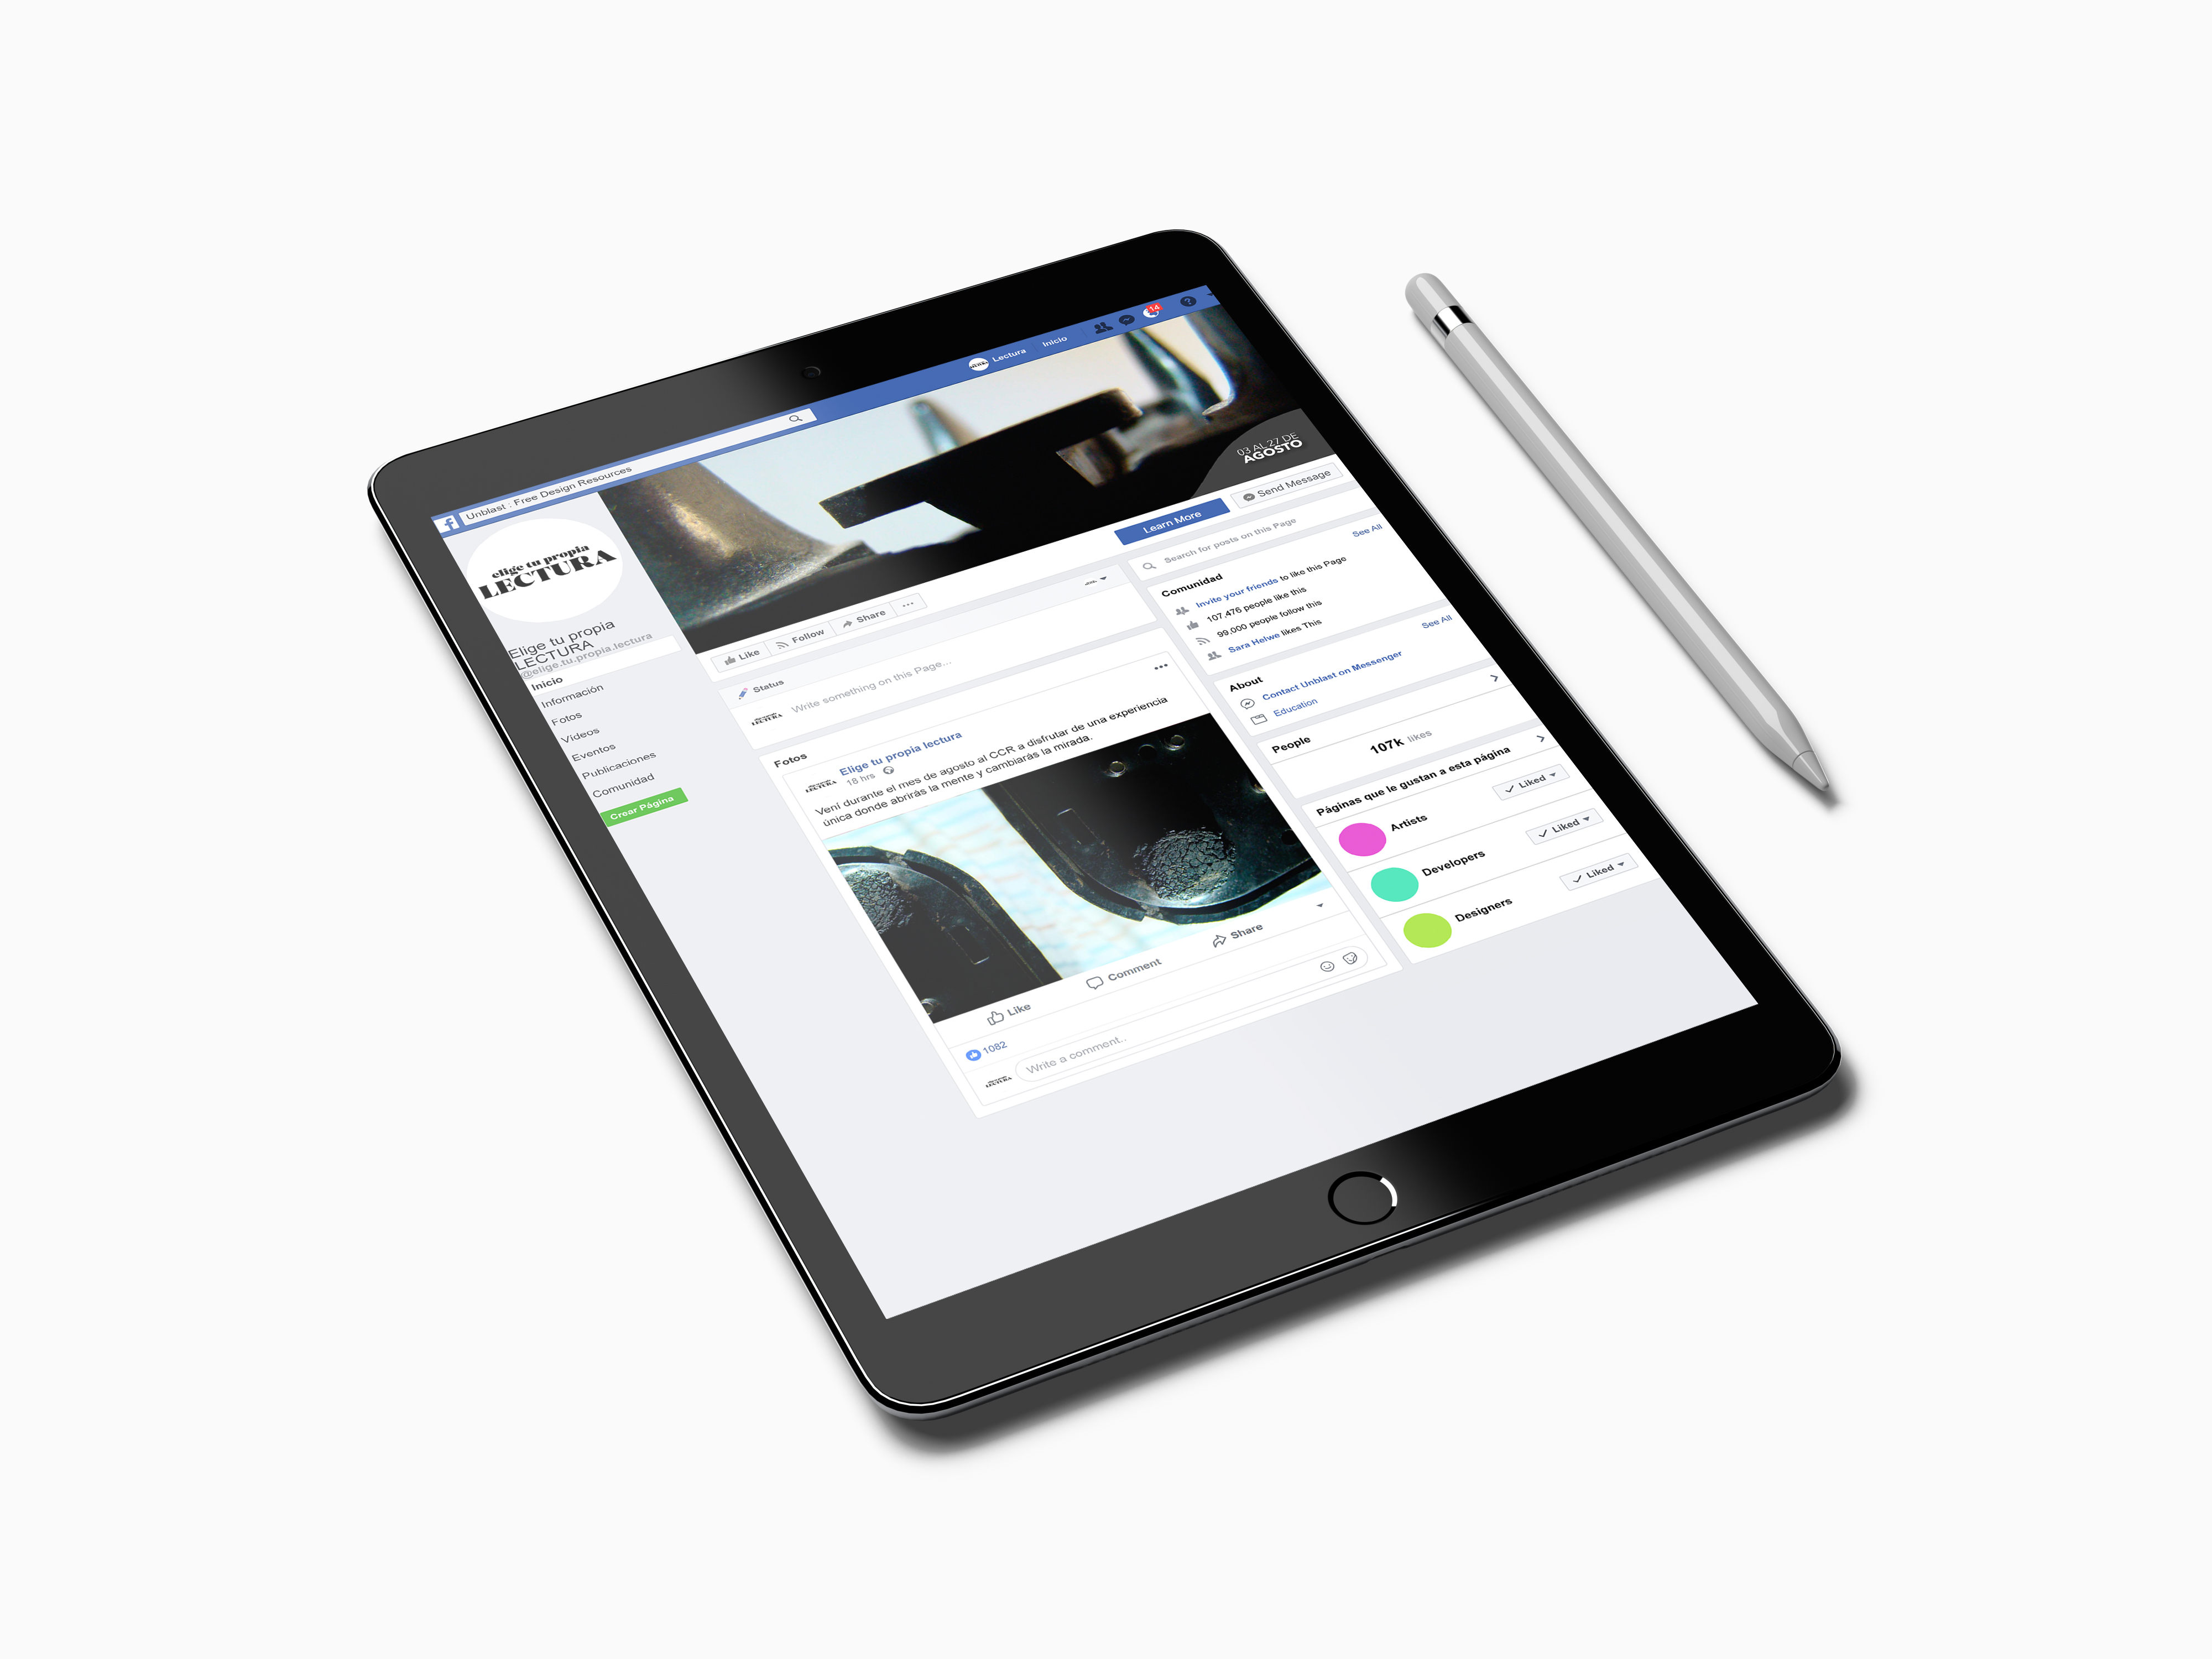 Unblast : Free Design Resources
Lectura
Inicio
14
?
elige tu propia
LECTURA
03 AL 27 DE
AGOSTO
Elige tu propia
LECTURA
@elige.tu.propia.lectura
Inicio
Información
Fotos
Vídeos
Eventos
Publicaciones
Comunidad
Crear Página
Like
Follow
Share
Learn More
Send Message
Status
LECTURA
Write something on this Page...
Fotos
LECTURA
Elige tu propia lectura
18 hrs
Vení durante el mes de agosto al CCR a disfrutar de una experiencia
única donde abrirás la mente y cambiarás la mirada.
Like
Comment
Share
1082
LECTURA
Write a comment..
Search for posts on this Page
Comunidad
See All
Invite your friends to like this Page
107.476 people like this
99,000 people follow this
Sara Helwe likes This
About
See All
Contact Unblast on Messenger
Education
People
107k likes
Páginas que le gustan a esta página
Artists
Liked
Developers
Liked
Designers
Liked